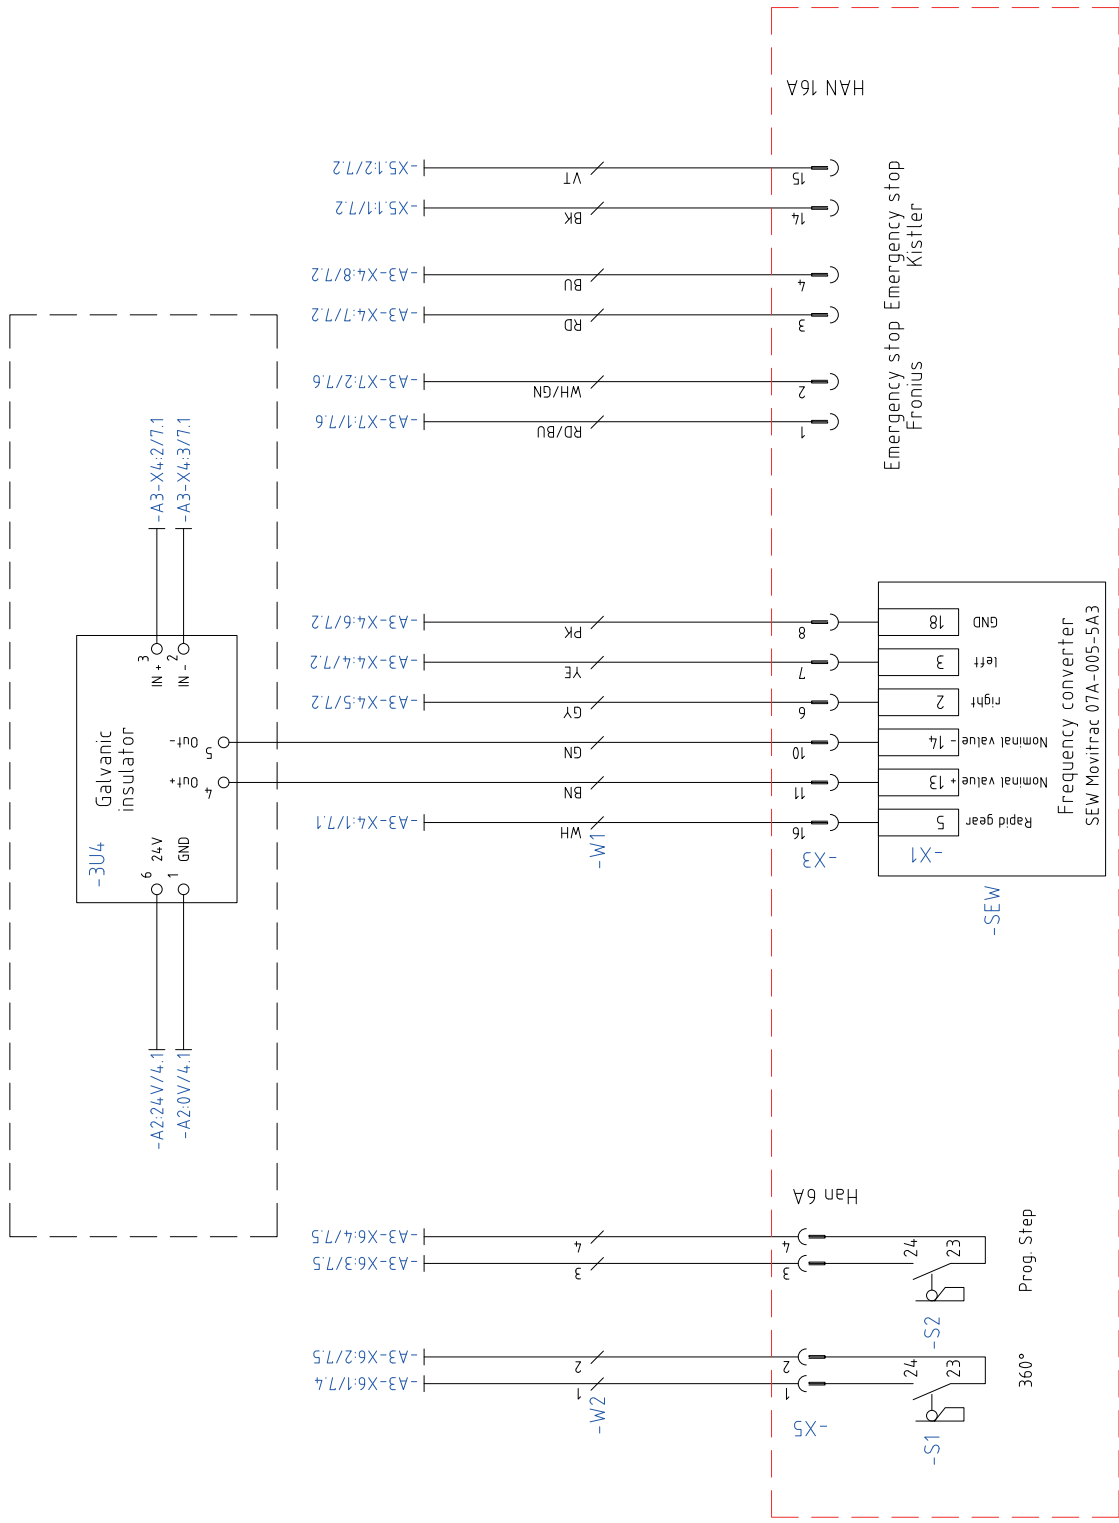 HAN 16A
-X5.1:2/7.2
VT
15
-X5.1:1/7.2
BK
14
Emergency stop
Kistler
-A3-X4:8/7.2
BU
4
-A3-X4:7/7.2
RD
3
-A3-X7:2/7.6
WH/GN
2
-A3-X7:1/7.6
RD/BU
1
Emergency stop
Fronius
-A3-X4:2/7.1
-A3-X4:3/7.1
3
IN +
2
IN -
Galvanic
insulator
5
Out-
4
Out+
-3U4
6
24V
1
GND
-A2:24V/4.1
-A2:0V/4.1
-A3-X4:6/7.2
PK
8
18
GND
-A3-X4:4/7.2
YE
7
3
left
-A3-X4:5/7.2
GY
6
2
right
GN
10
14
Nominal value -
BN
11
13
Nominal value +
-A3-X4:1/7.1
WH
16
5
Rapid gear
Frequency converter
SEW Movitrac 07A-005-5A3
-W1
-X3
-X1
-SEW
Han 6A
-A3-X6:4/7.5
4
4
-A3-X6:3/7.5
3
3
24
23
Prog. Step
-S2
-A3-X6:2/7.5
2
2
-A3-X6:1/7.4
1
1
24
23
360°
-W2
-X5
-S1